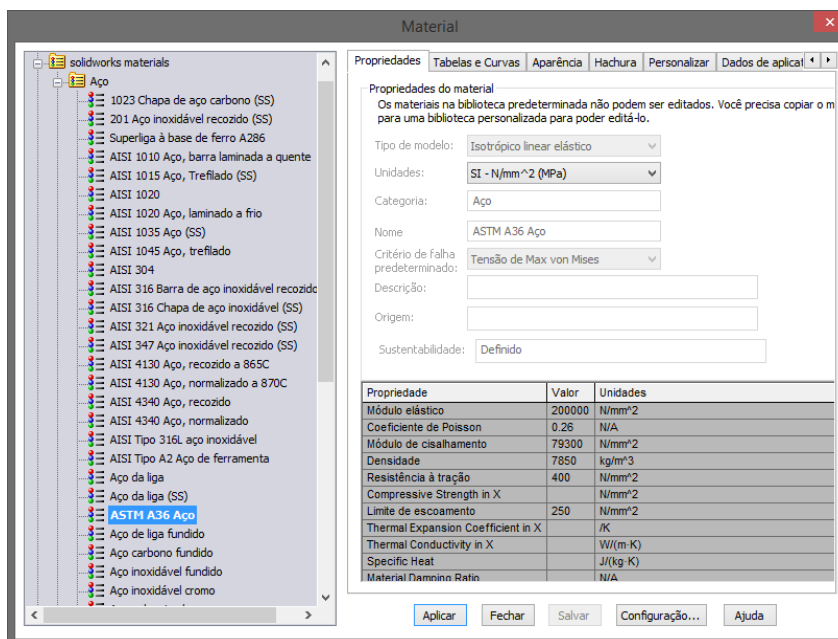 Material
solidworks materials
Aço
1023 Chapa de aço carbono (SS)
201 Aço inoxidável recozido (SS)
Superliga à base de ferro A286
AISI 1010 Aço, barra laminada a quente
AISI 1015 Aço, Trefilado (SS)
AISI 1020
AISI 1020 Aço, laminado a frio
AISI 1035 Aço (SS)
AISI 1045 Aço, trefilado
AISI 304
AISI 316 Barra de aço inoxidável recozido
AISI 316 Chapa de aço inoxidável (SS)
AISI 321 Aço inoxidável recozido (SS)
AISI 347 Aço inoxidável recozido (SS)
AISI 4130 Aço, recozido a 865C
AISI 4130 Aço, normalizado a 870C
AISI 4340 Aço, recozido
AISI 4340 Aço, normalizado
AISI Tipo 316L aço inoxidável
AISI Tipo A2 Aço de ferramenta
Aço da liga
Aço da liga (SS)
ASTM A36 Aço
Aço de liga fundido
Aço carbono fundido
Aço inoxidável fundido
Aço inoxidável cromo
Propriedades Tabelas e Curvas Aparência Hachura Personalizar Dados de aplicat
Propriedades do material
Os materiais na biblioteca predeterminada não podem ser editados. Você precisa copiar o m
para uma biblioteca personalizada para poder editá-lo.
Tipo de modelo: Isotrópico linear elástico
Unidades: SI - N/mm^2 (MPa)
Categoria: Aço
Nome ASTM A36 Aço
Critério de falha
predeterminado: Tensão de Max von Mises
Descrição:
Origem:
Sustentabilidade: Definido
Propriedade Valor Unidades
Módulo elástico 200000 N/mm^2
Coeficiente de Poisson 0.26 N/A
Módulo de cisalhamento 79300 N/mm^2
Densidade 7850 kg/m^3
Resistência à tração 400 N/mm^2
Compressive Strength in X N/mm^2
Limite de escoamento 250 N/mm^2
Thermal Expansion Coefficient in X /K
Thermal Conductivity in X W/(m·K)
Specific Heat J/(kg·K)
Material Damping Ratio N/A
Aplicar Fechar Salvar Configuração... Ajuda